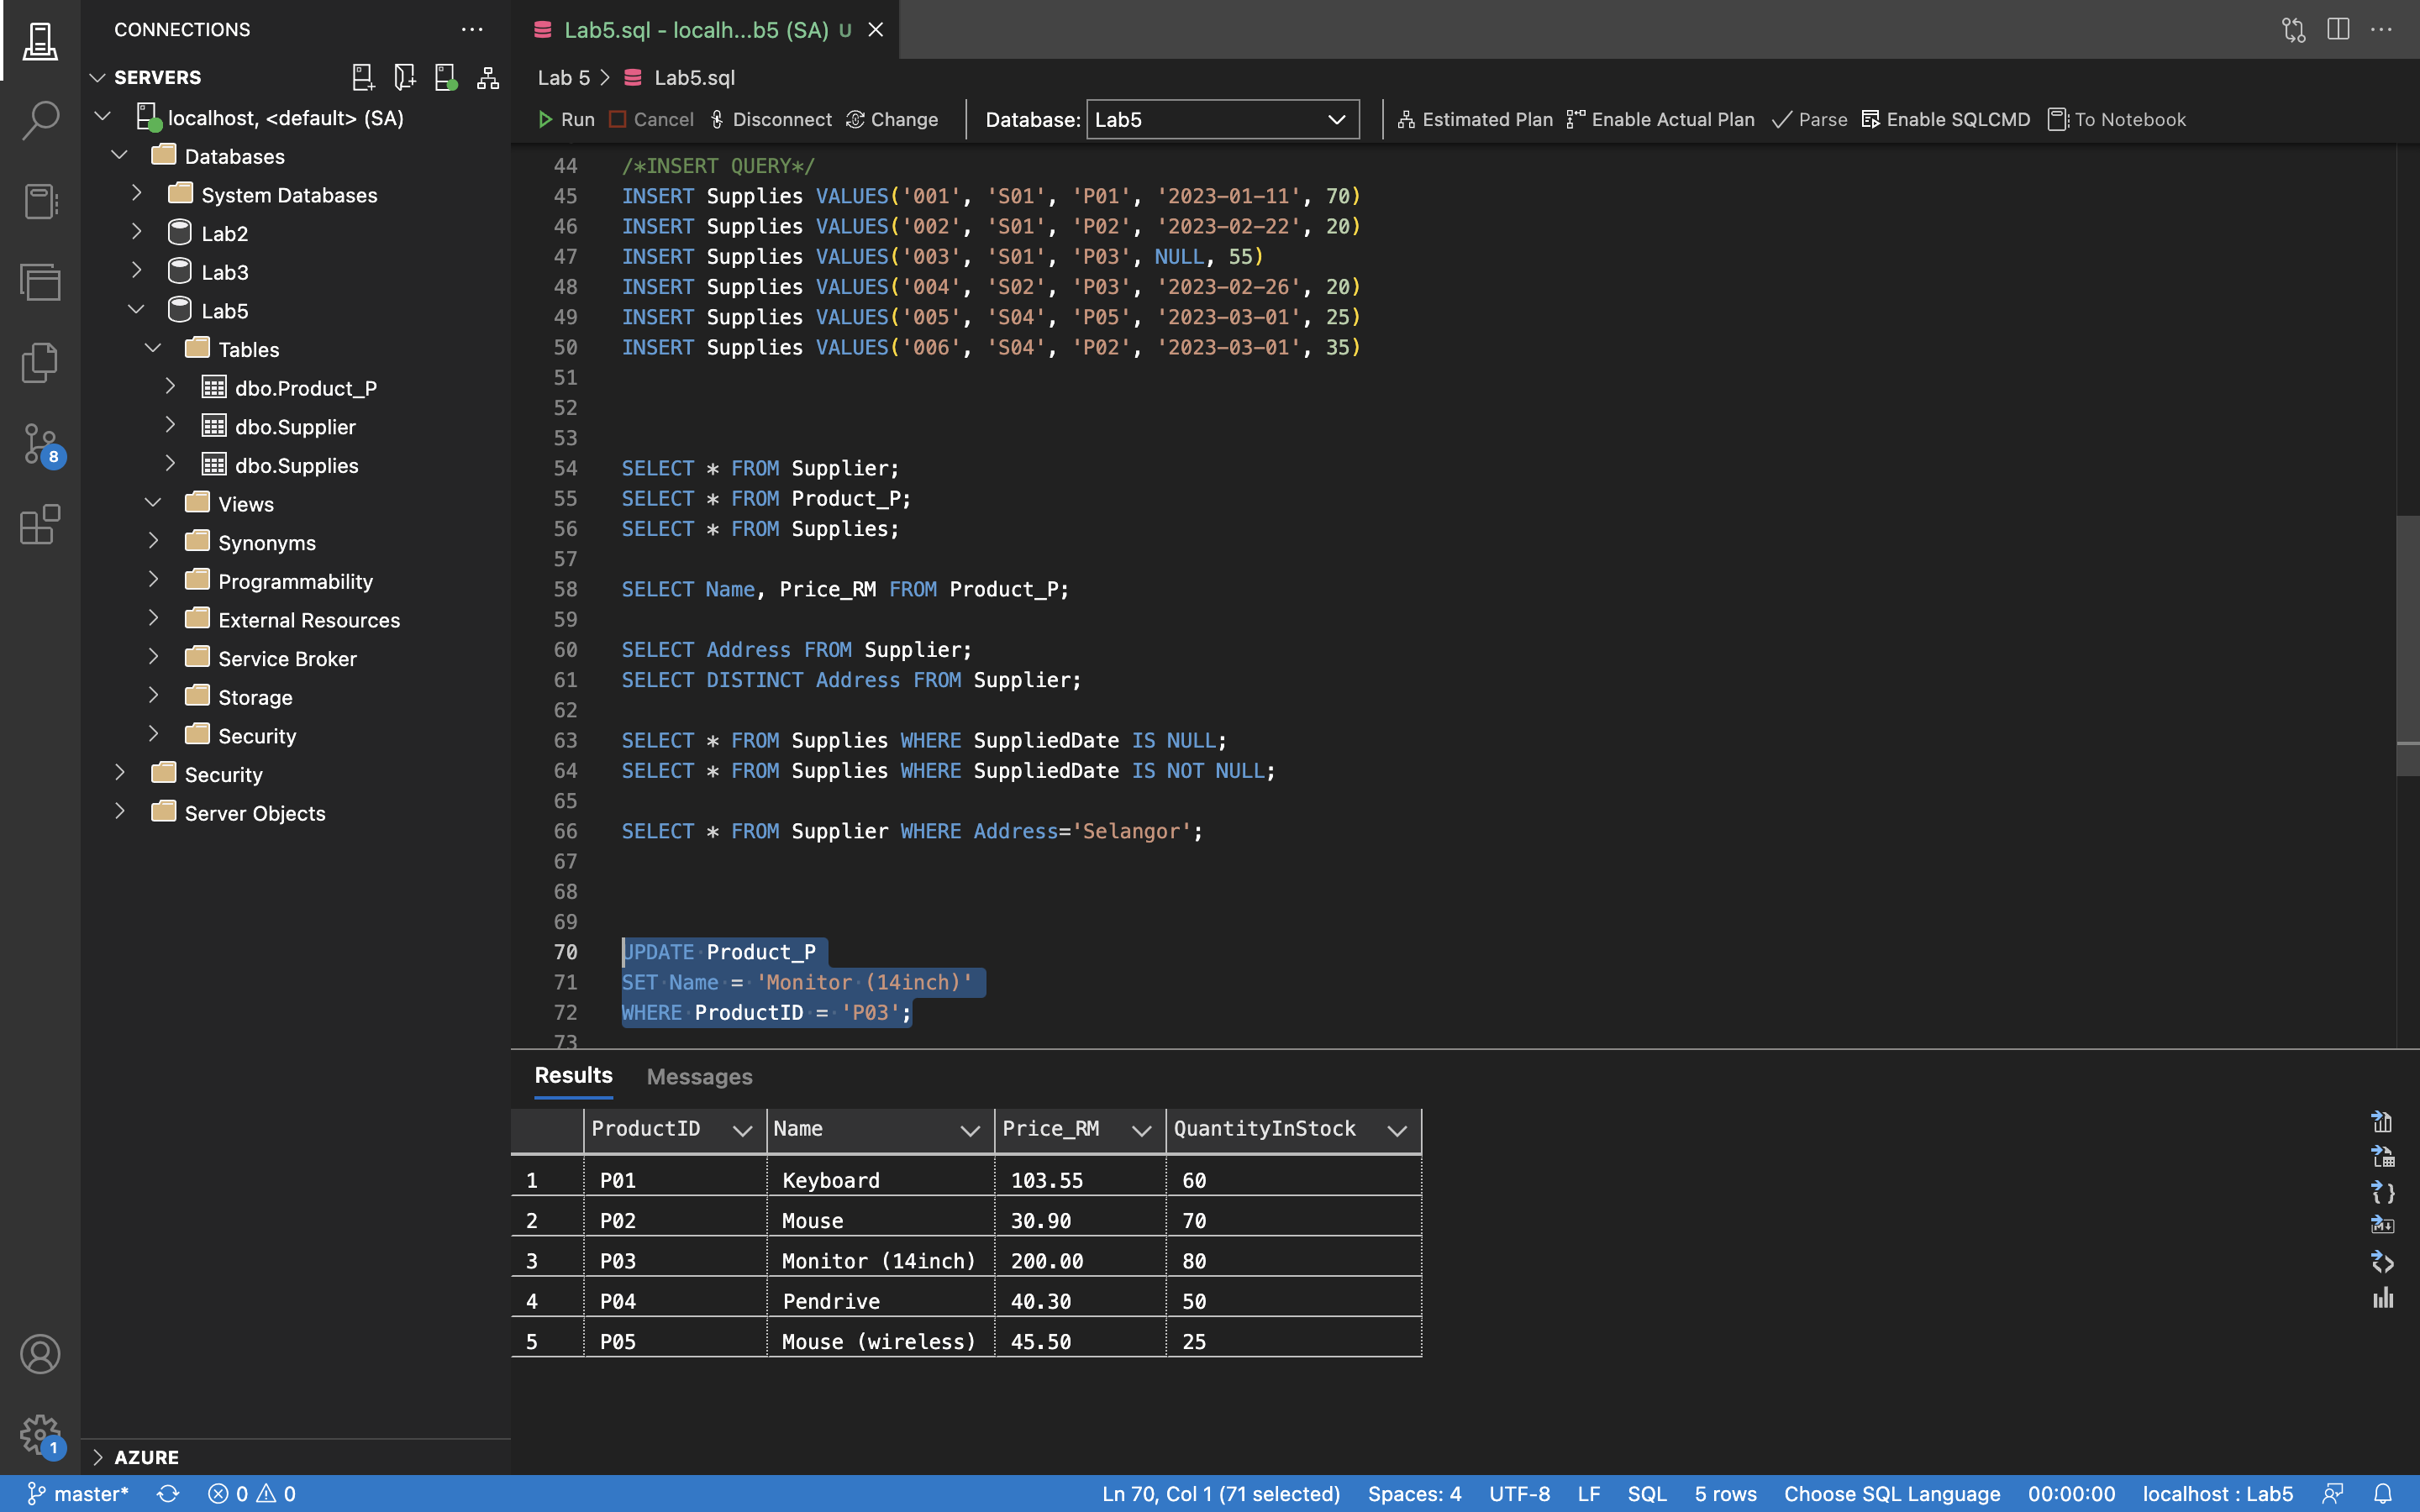 CONNECTIONS
SERVERS
localhost, <default> (SA)
Databases
System Databases
Lab2
Lab3
Lab5
Tables
dbo.Product_P
dbo.Supplier
dbo.Supplies
Views
Synonyms
Programmability
External Resources
Service Broker
Storage
Security
Security
Server Objects
AZURE
8
1
Lab5.sql - localh...b5 (SA) U
Lab 5 > Lab5.sql
Run Cancel Disconnect Change Database: Lab5 Estimated Plan Enable Actual Plan Parse Enable SQLCMD To Notebook
44 /*INSERT QUERY*/
45 INSERT Supplies VALUES('001', 'S01', 'P01', '2023-01-11', 70)
46 INSERT Supplies VALUES('002', 'S01', 'P02', '2023-02-22', 20)
47 INSERT Supplies VALUES('003', 'S01', 'P03', NULL, 55)
48 INSERT Supplies VALUES('004', 'S02', 'P03', '2023-02-26', 20)
49 INSERT Supplies VALUES('005', 'S04', 'P05', '2023-03-01', 25)
50 INSERT Supplies VALUES('006', 'S04', 'P02', '2023-03-01', 35)
51
52
53
54 SELECT * FROM Supplier;
55 SELECT * FROM Product_P;
56 SELECT * FROM Supplies;
57
58 SELECT Name, Price_RM FROM Product_P;
59
60 SELECT Address FROM Supplier;
61 SELECT DISTINCT Address FROM Supplier;
62
63 SELECT * FROM Supplies WHERE SuppliedDate IS NULL;
64 SELECT * FROM Supplies WHERE SuppliedDate IS NOT NULL;
65
66 SELECT * FROM Supplier WHERE Address='Selangor';
67
68
69
70 UPDATE Product_P
71 SET Name = 'Monitor (14inch)'
72 WHERE ProductID = 'P03';
73
Results Messages
ProductID Name Price_RM QuantityInStock
1 P01 Keyboard 103.55 60
2 P02 Mouse 30.90 70
3 P03 Monitor (14inch) 200.00 80
4 P04 Pendrive 40.30 50
5 P05 Mouse (wireless) 45.50 25
master* 0 0 Ln 70, Col 1 (71 selected) Spaces: 4 UTF-8 LF SQL 5 rows Choose SQL Language 00:00:00 localhost : Lab5